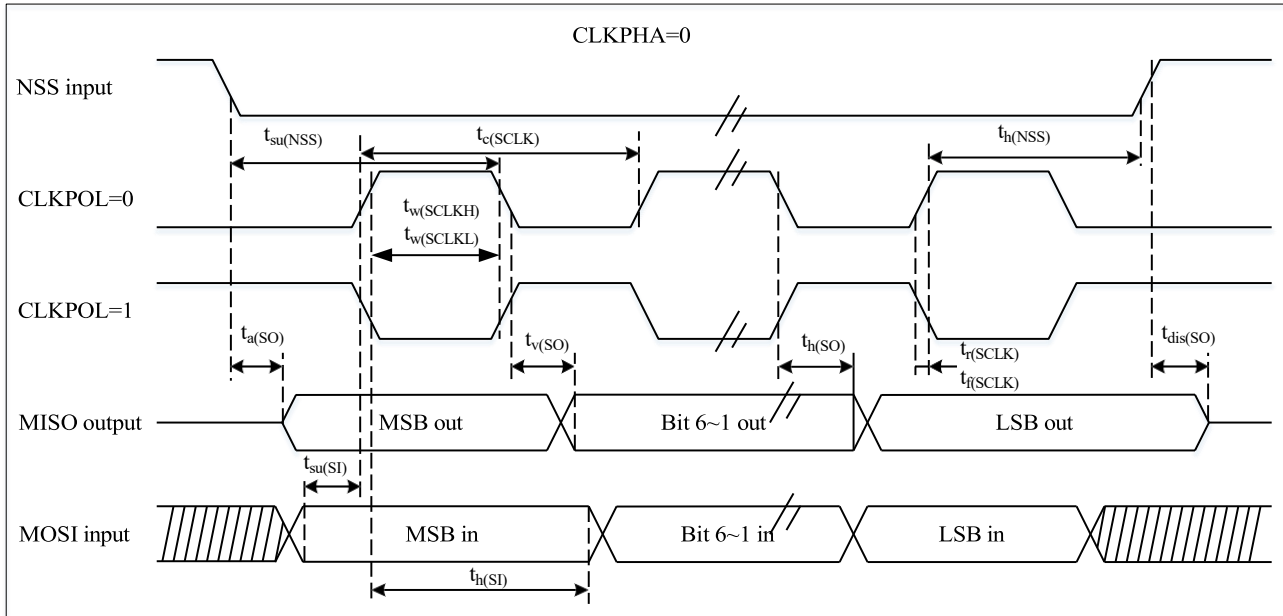 CLKPHA=0
NSS input
tsu(NSS)
tc(SCLK)
th(NSS)
CLKPOL=0
tw(SCLKH)
tw(SCLKL)
CLKPOL=1
ta(SO)
tv(SO)
th(SO)
tr(SCLK)
tf(SCLK)
tdis(SO)
MISO output
MSB out
Bit 6~1 out
LSB out
tsu(SI)
MOSI input
MSB in
Bit 6~1 in
LSB in
th(SI)